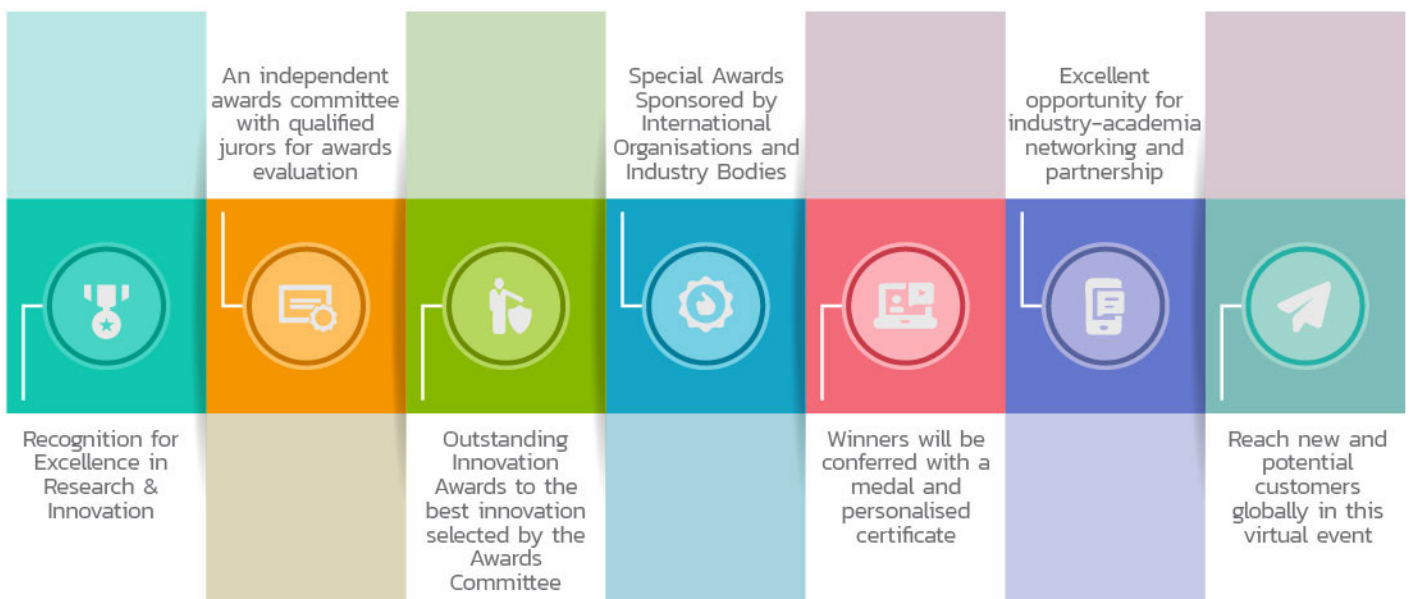 Recognition for
Excellence in
Research &
Innovation
An independent
awards committee
with qualified
jurors for awards
evaluation
Outstanding
Innovation
Awards to the
best innovation
selected by the
Awards
Committee
Special Awards
Sponsored by
International
Organisations and
Industry Bodies
Winners will be
conferred with a
medal and
personalised
certificate
Excellent
opportunity for
industry-academia
networking and
partnership
Reach new and
potential
customers
globally in this
virtual event